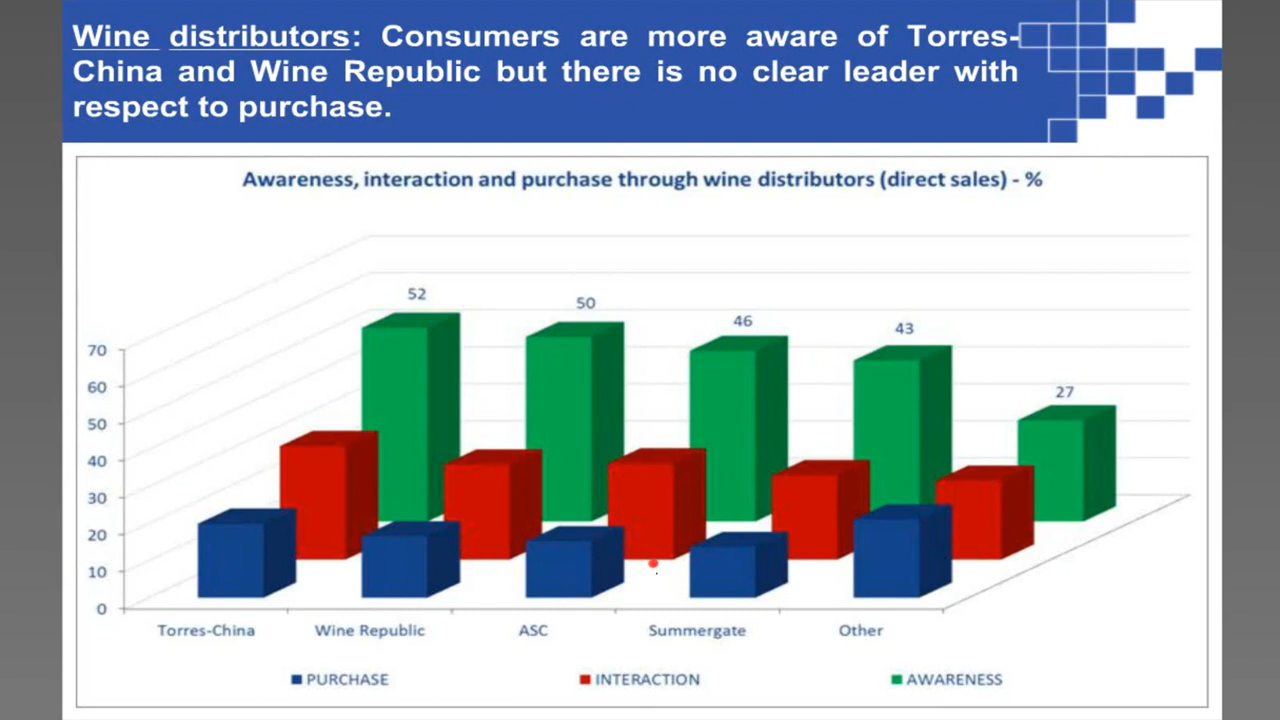 Wine distributors: Consumers are more aware of Torres-
China and Wine Republic but there is no clear leader with
respect to purchase.
Awareness, interaction and purchase through wine distributors (direct sales) - %
52
50
46
43
27
70
60
50
40
30
20
10
0
Torres-China Wine Republic ASC Summergate Other
PURCHASE INTERACTION AWARENESS